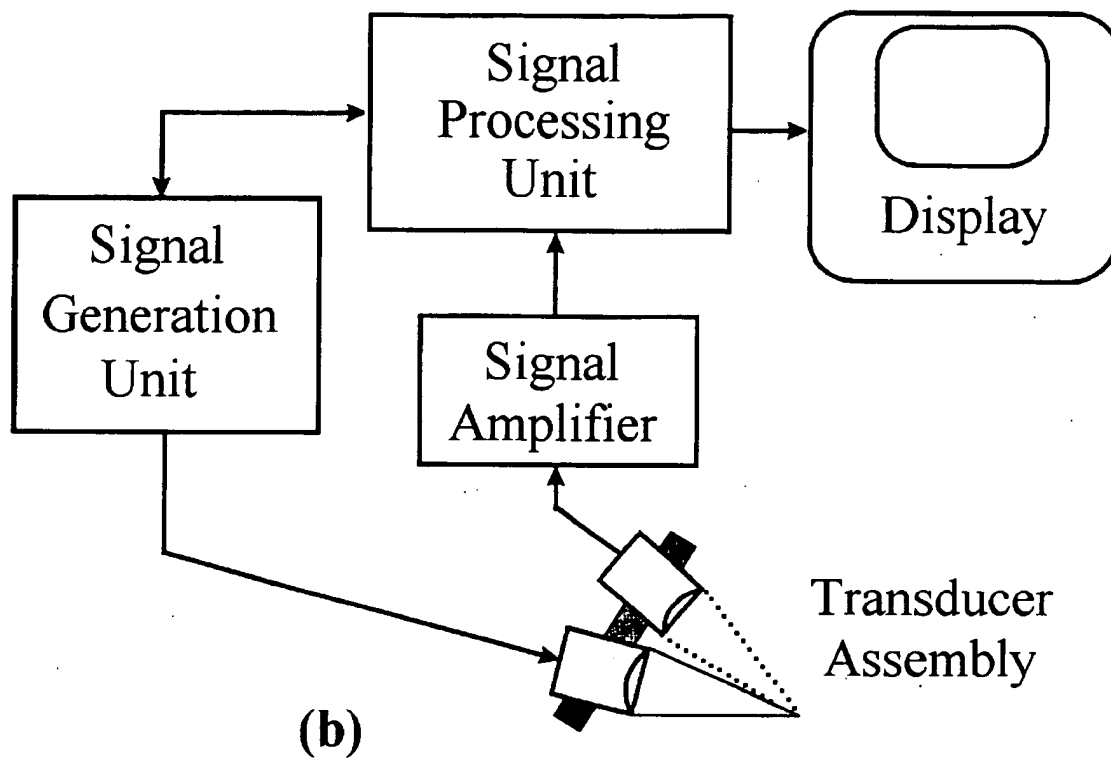 Signal
Processing
Unit
Display
Signal
Generation
Unit
Signal
Amplifier
Transducer
Assembly
(b)